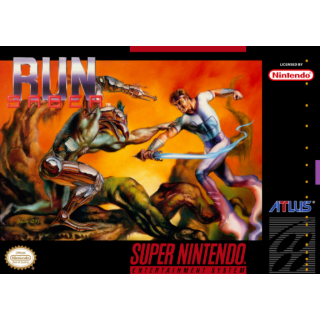 RUN
SABER
LICENSED BY
Nintendo
ATLUS
SUPER NINTENDO
ENTERTAINMENT SYSTEM